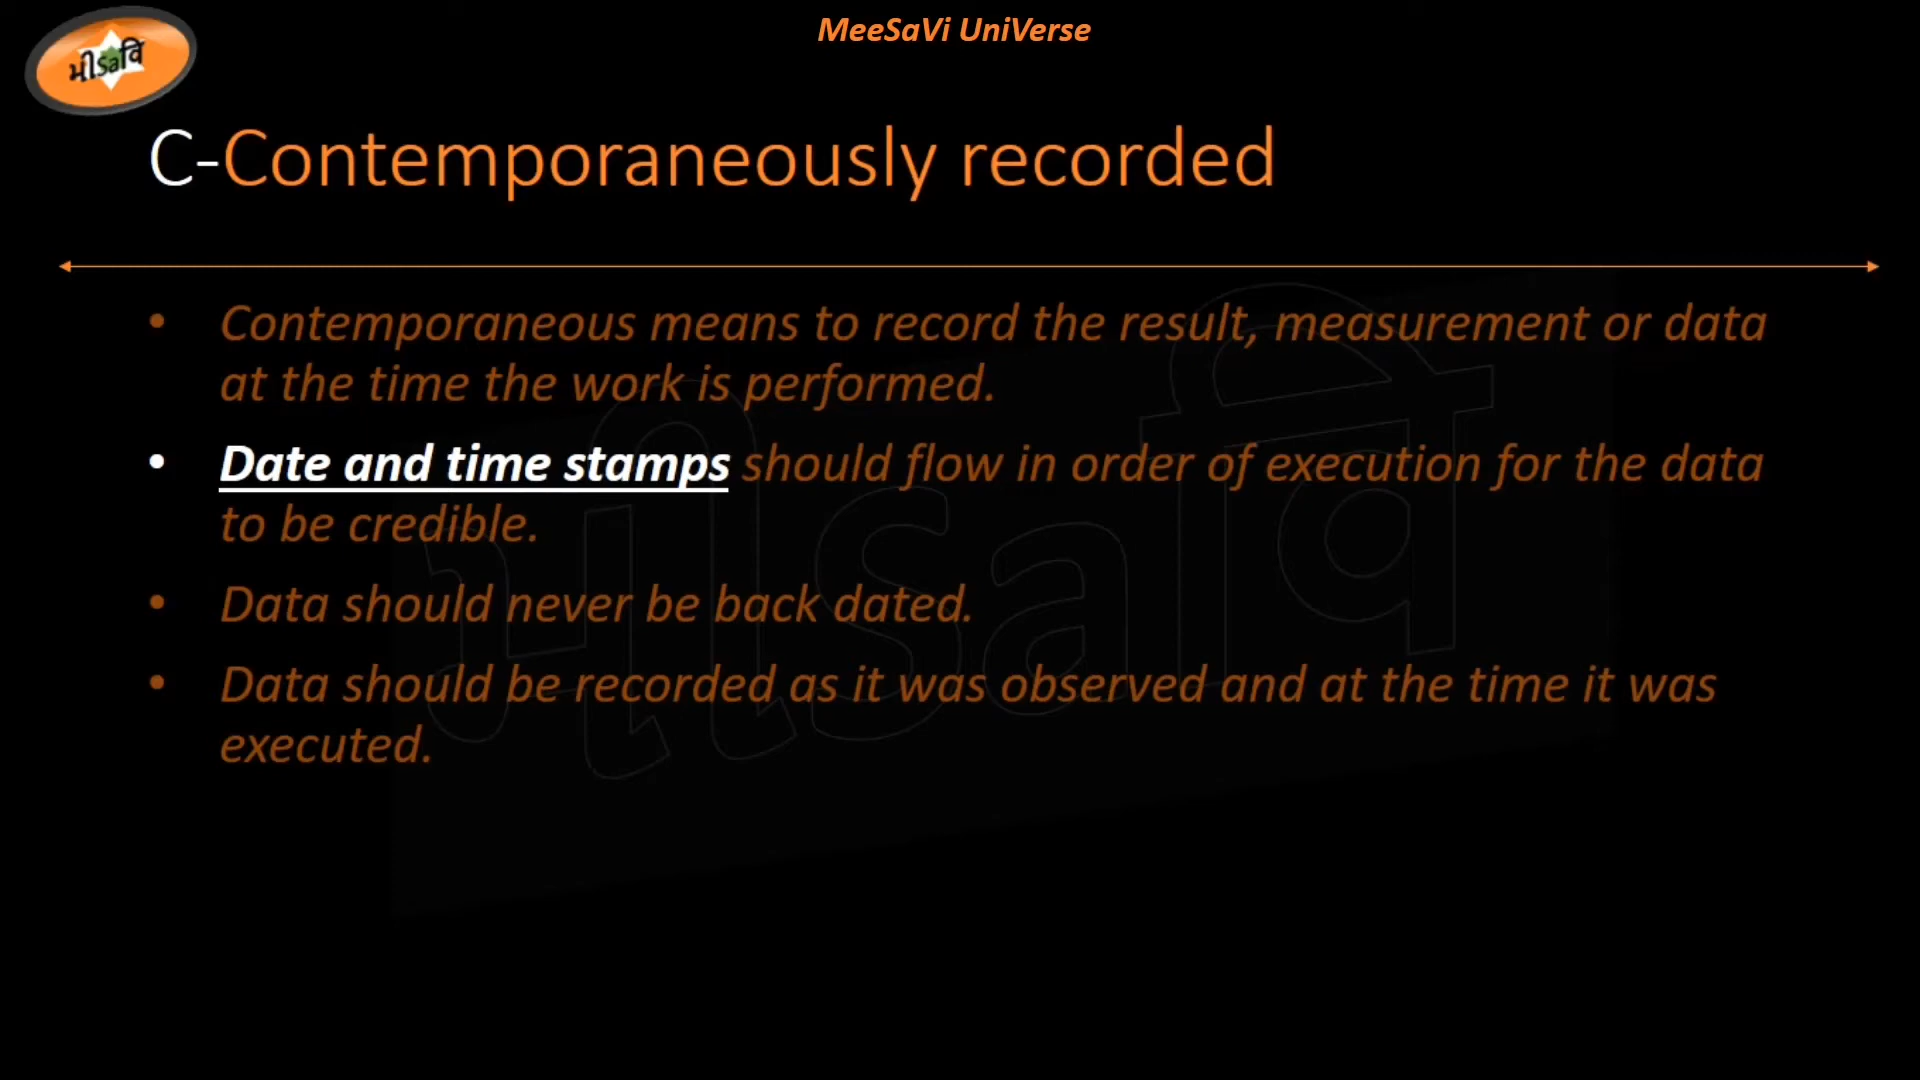 MeeSaVi UniVerse
મીsaवि
C-Contemporaneously recorded
• Contemporaneous means to record the result, measurement or data
at the time the work is performed.
• Date and time stamps should flow in order of execution for the data
to be credible.
• Data should never be back dated.
• Data should be recorded as it was observed and at the time it was
executed.
મીsaवि